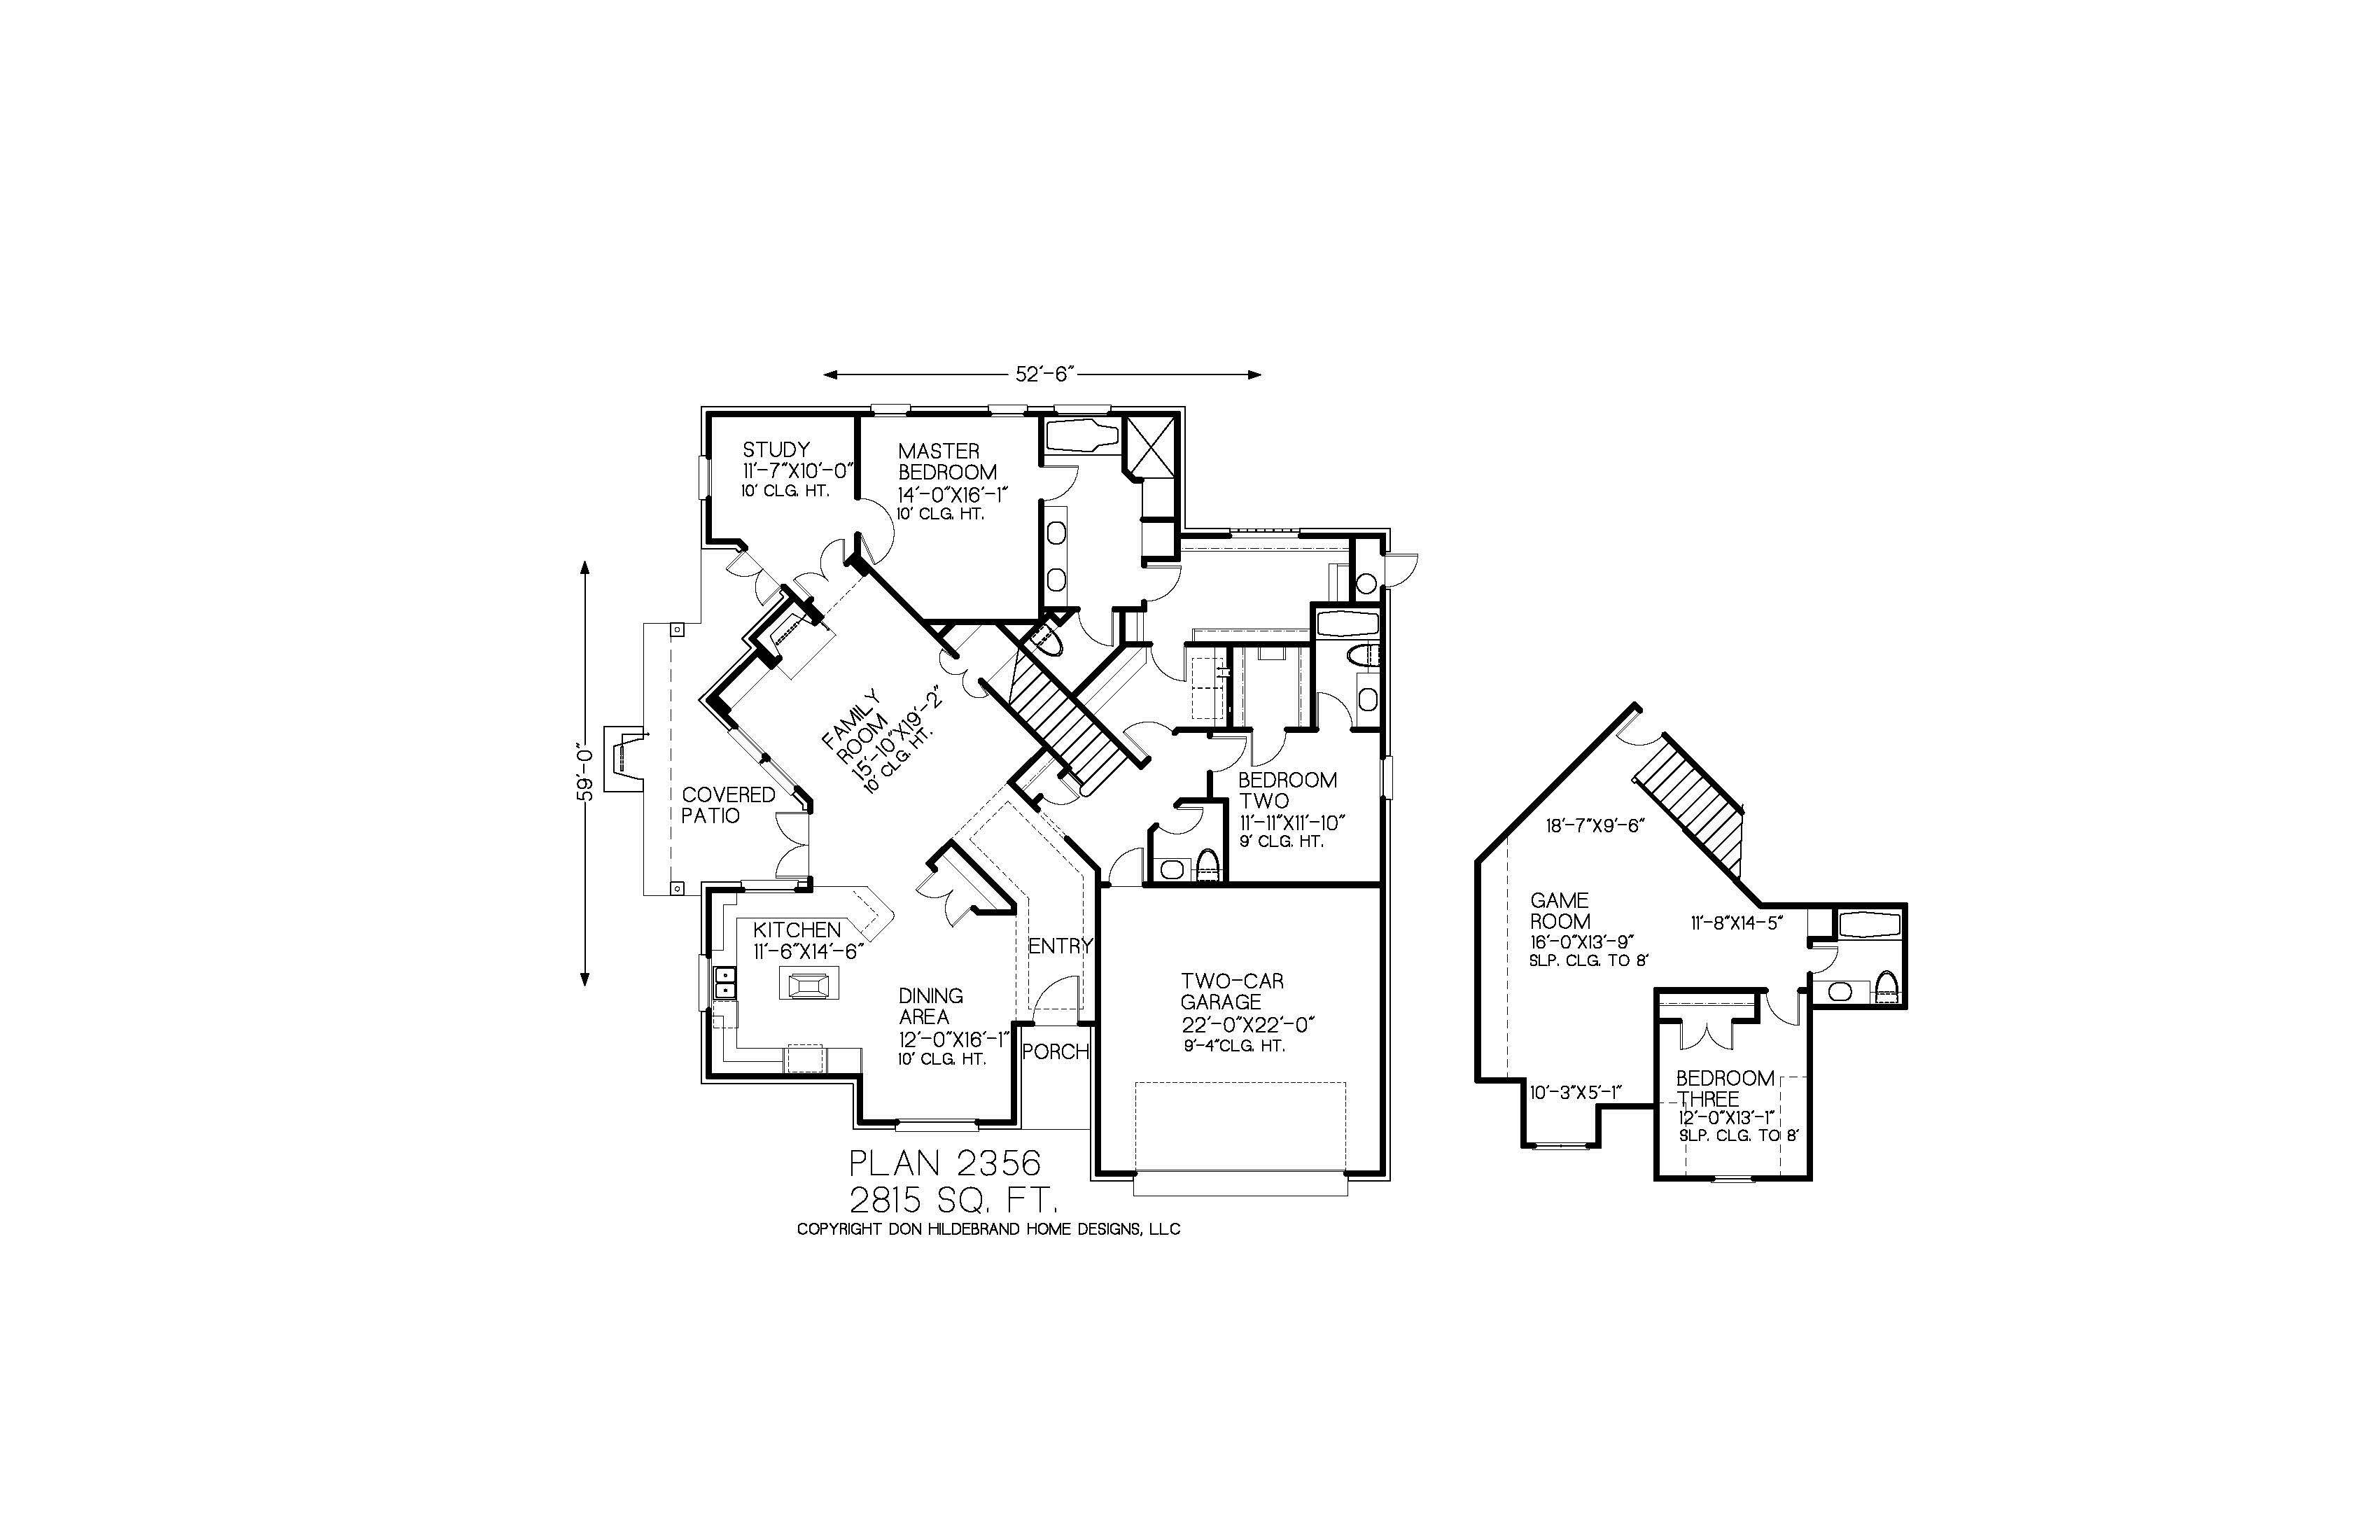 52'-6"
STUDY
11'-7"X10'-0"
10' CLG. HT.
MASTER
BEDROOM
14'-0"X16'-1"
10' CLG. HT.
59'-0"
COVERED
PATIO
FAMILY
ROOM
15'-10"X19'-2"
10' CLG. HT.
BEDROOM
TWO
11'-11"X11'-10"
9' CLG. HT.
KITCHEN
11'-6"X14'-6"
ENTRY
DINING
AREA
12'-0"X16'-1"
10' CLG. HT.
PORCH
TWO-CAR
GARAGE
22'-0"X22'-0"
9'-4"CLG. HT.
18'-7"X9'-6"
GAME
ROOM
16'-0"X13'-9"
SLP. CLG. TO 8'
11'-8"X14'-5"
10'-3"X5'-1"
BEDROOM
THREE
12'-0"X13'-1"
SLP. CLG. TO 8'
PLAN 2356
2815 SQ. FT.
COPYRIGHT DON HILDEBRAND HOME DESIGNS, LLC